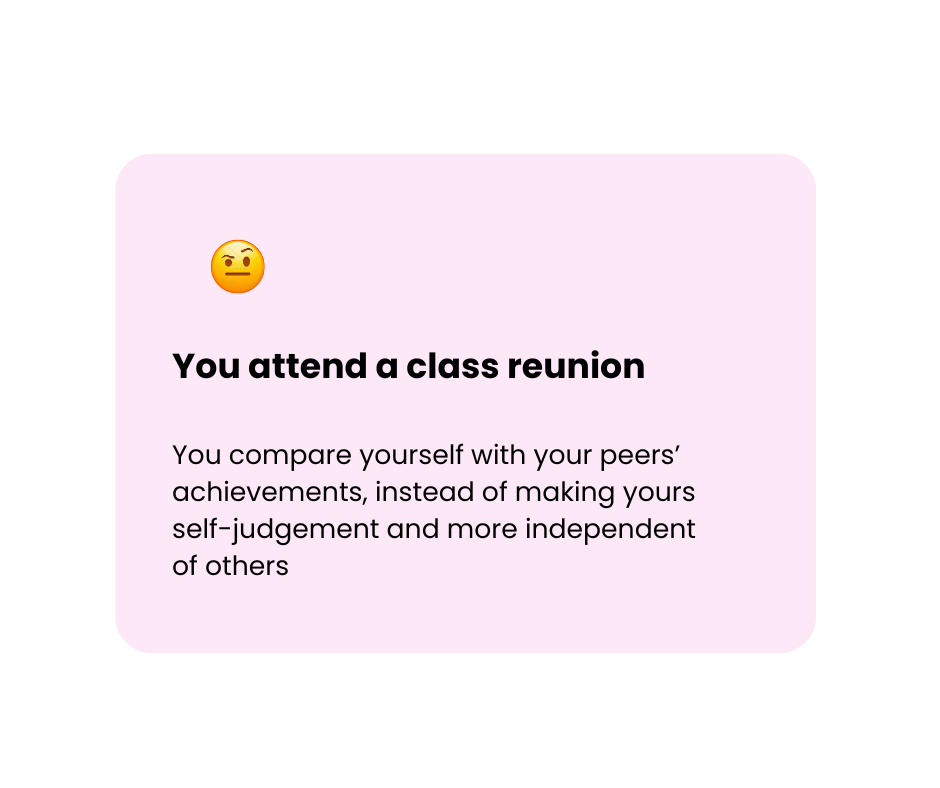 You attend a class reunion
You compare yourself with your peers’
achievements, instead of making yours
self-judgement and more independent
of others